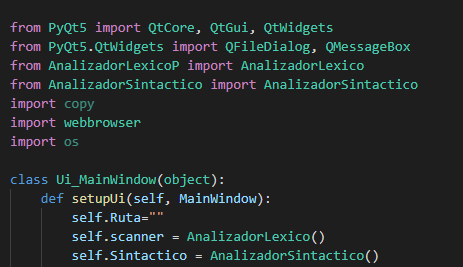 from PyQt5 import QtCore, QtGui, QtWidgets
from PyQt5.QtWidgets import QFileDialog, QMessageBox
from AnalizadorLexicoP import AnalizadorLexico
from AnalizadorSintactico import AnalizadorSintactico
import copy
import webbrowser
import os

class Ui_MainWindow(object):
    def setupUi(self, MainWindow):
        self.Ruta=""
        self.scanner = AnalizadorLexico()
        self.Sintactico = AnalizadorSintactico()